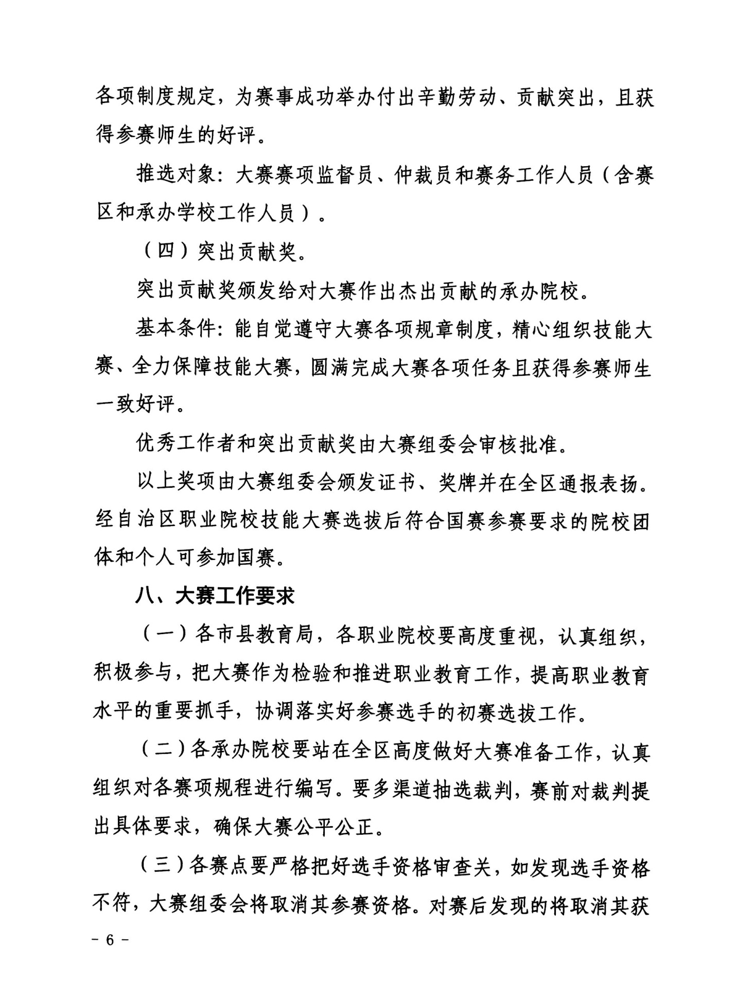 各项制度规定，为赛事成功举办付出辛勤劳动、贡献突出，且获
得参赛师生的好评。
推选对象：大赛赛项监督员、仲裁员和赛务工作人员（含赛
区和承办学校工作人员）。
（四）突出贡献奖。
突出贡献奖颁发给对大赛作出杰出贡献的承办院校。
基本条件：能自觉遵守大赛各项规章制度，精心组织技能大
赛、全力保障技能大赛，圆满完成大赛各项任务且获得参赛师生
一致好评。
优秀工作者和突出贡献奖由大赛组委会审核批准。
以上奖项由大赛组委会颁发证书、奖牌并在全区通报表扬。
经自治区职业院校技能大赛选拔后符合国赛参赛要求的院校团
体和个人可参加国赛。
八、大赛工作要求
（一）各市县教育局，各职业院校要高度重视，认真组织，
积极参与，把大赛作为检验和推进职业教育工作，提高职业教育
水平的重要抓手，协调落实好参赛选手的初赛选拔工作。
（二）各承办院校要站在全区高度做好大赛准备工作，认真
组织对各赛项规程进行编写。要多渠道抽选裁判，赛前对裁判提
出具体要求，确保大赛公平公正。
（三）各赛点要严格把好选手资格审查关，如发现选手资格
不符，大赛组委会将取消其参赛资格。对赛后发现的将取消其获
- 6 -